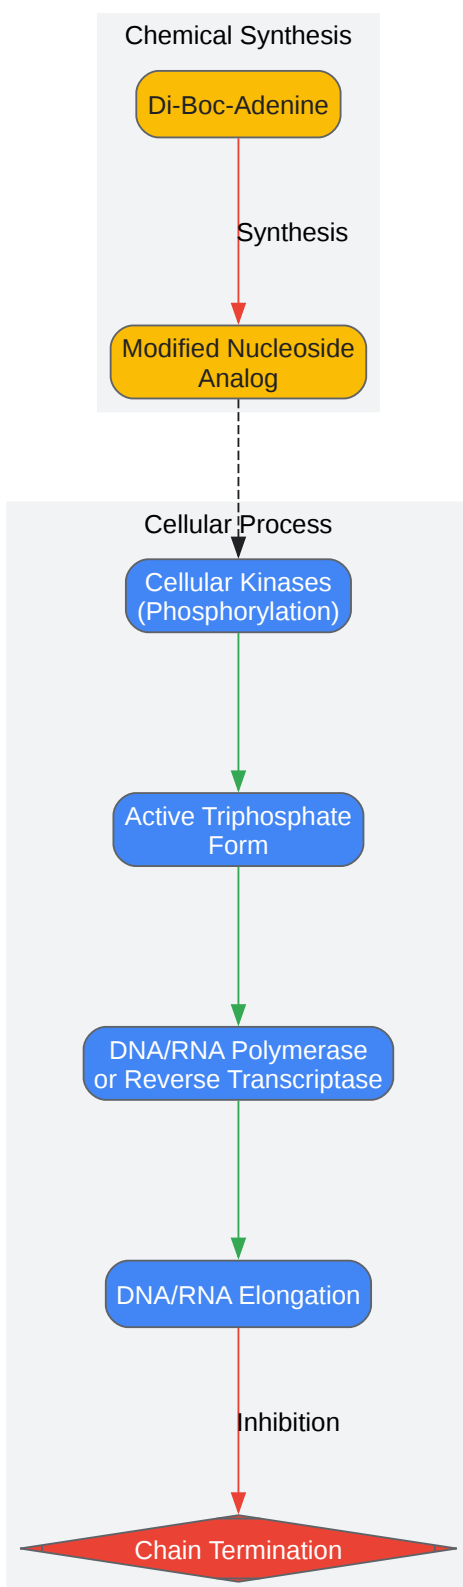 Chemical Synthesis
Di-Boc-Adenine
Synthesis
Modified Nucleoside
Analog
Cellular Process
Cellular Kinases
(Phosphorylation)
Active Triphosphate
Form
DNA/RNA Polymerase
or Reverse Transcriptase
DNA/RNA Elongation
Inhibition
Chain Termination